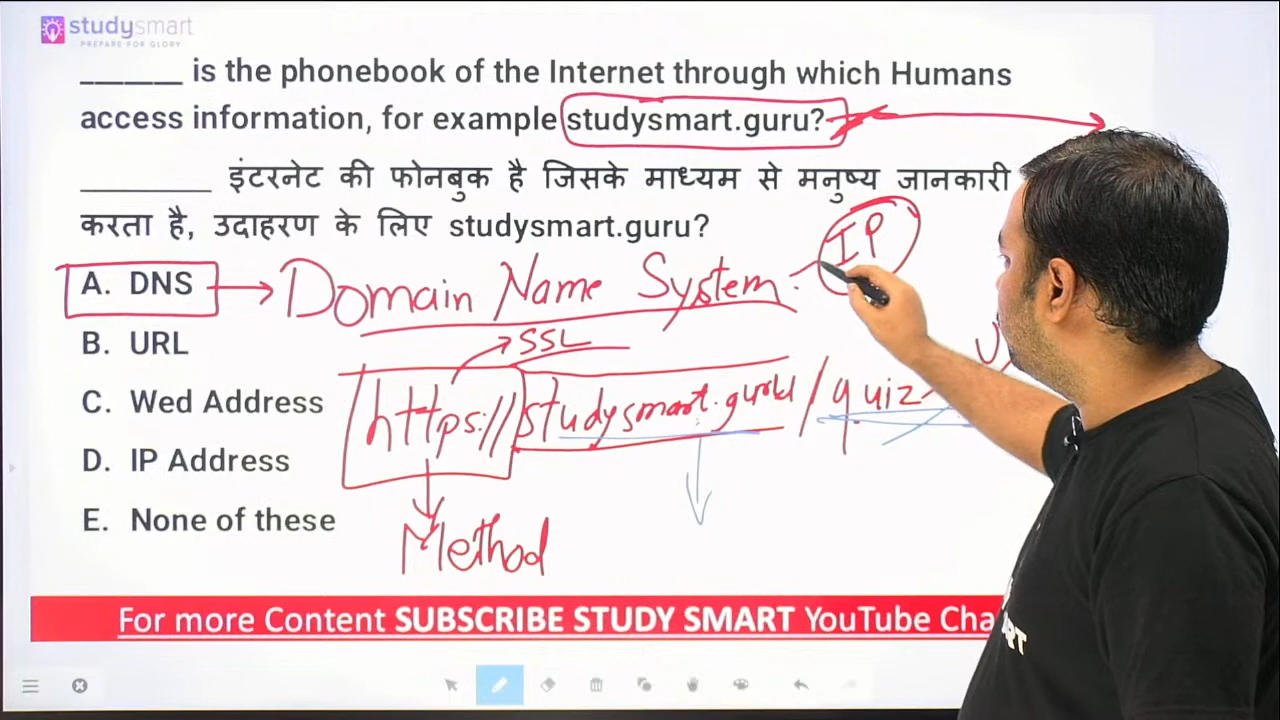 studysmart
PREPARE FOR GLORY
______ is the phonebook of the Internet through which Humans
access information, for example studysmart.guru?
________ इंटरनेट की फोनबुक है जिसके माध्यम से मनुष्य जानकारी
करता है, उदाहरण के लिए studysmart.guru?
IP
A. DNS → Domain Name System
B. URL
SSL
C. Wed Address
https://studysmart.guru/quiz
D. IP Address
E. None of these
Method
For more Content SUBSCRIBE STUDY SMART YouTube Cha